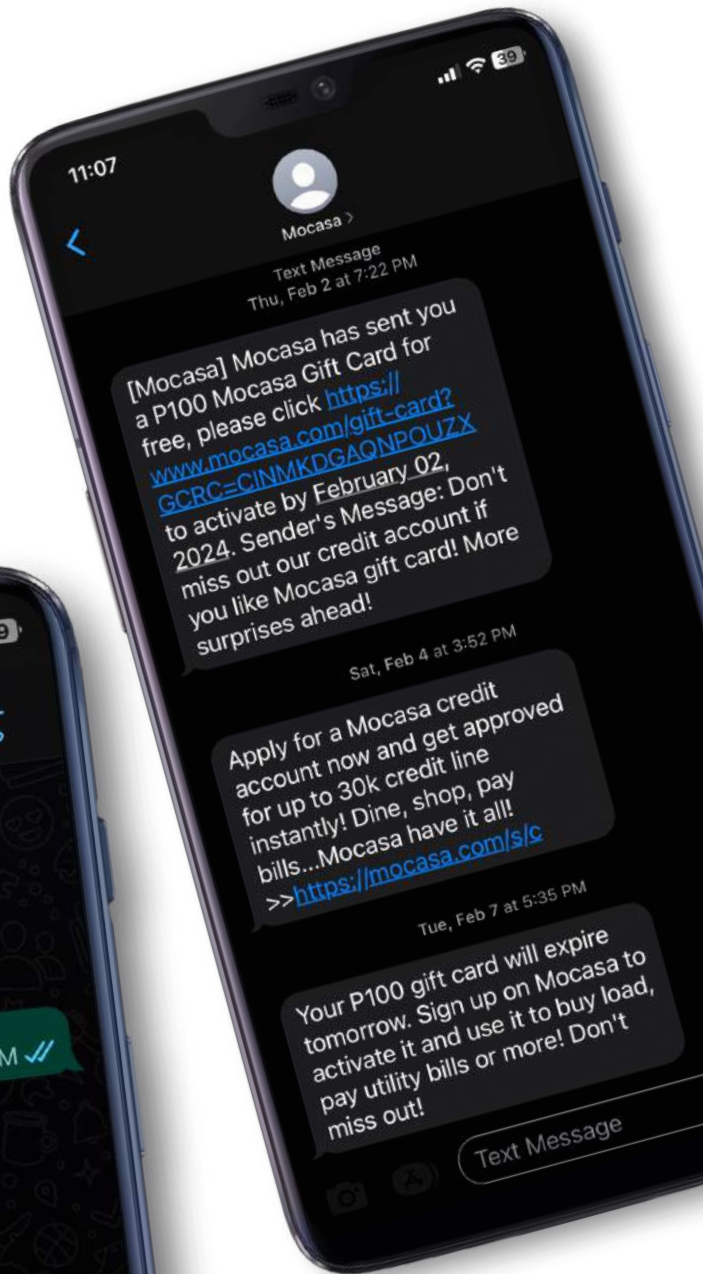 11:07
39
Mocasa >
Text Message
Thu, Feb 2 at 7:22 PM
[Mocasa] Mocasa has sent you
a P100 Mocasa Gift Card for
free, please click https://
www.mocasa.com/gift-card?
GCRC=CINMKDGAQNPOUZX
to activate by February 02,
2024. Sender's Message: Don't
miss out our credit account if
you like Mocasa gift card! More
surprises ahead!
Sat, Feb 4 at 3:52 PM
Apply for a Mocasa credit
account now and get approved
for up to 30k credit line
instantly! Dine, shop, pay
bills...Mocasa have it all!
>>https://mocasa.com/s/c
Tue, Feb 7 at 5:35 PM
Your P100 gift card will expire
tomorrow. Sign up on Mocasa to
activate it and use it to buy load,
pay utility bills or more! Don't
miss out!
Text Message
9
M